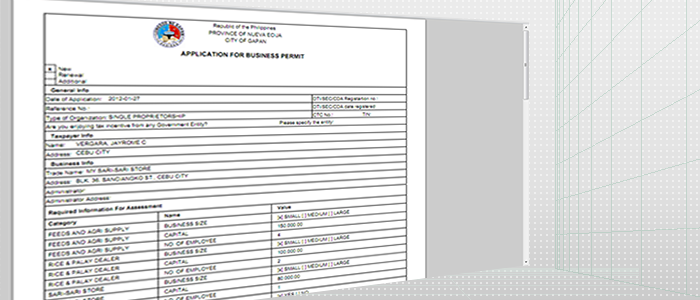 Republic of the Philippines
PROVINCE OF NUEVA ECIJA
CITY OF GAPAN
APPLICATION FOR BUSINESS PERMIT
x New
Renewal
Additional
General Info
Date of Application: 2012-01-27 DTI/SEC/CDA Registration no.:
Reference No.: DTI/SEC/CDA date registered:
Type of Organization: SINGLE PROPRIETORSHIP CTC No.: TIN:
Are you enjoying tax incentive from any Government Entity? Please specify the entity:
Taxpayer Info
Name: VERGARA, JAYROME C
Address: CEBU CITY
Business Info
Trade Name: MY SARI-SARI STORE
Address: BLK. 36, SANCIANGKO ST., CEBU CITY
Administrator:
Administrator Address:
Required Information For Assessment
Category Name Value
FEEDS AND AGRI SUPPLY BUSINESS SIZE [x] SMALL [ ] MEDIUM [ ] LARGE
FEEDS AND AGRI SUPPLY CAPITAL 150,000.00
FEEDS AND AGRI SUPPLY NO. OF EMPLOYEE 4
RICE & PALAY DEALER BUSINESS SIZE [x] SMALL [ ] MEDIUM [ ] LARGE
RICE & PALAY DEALER CAPITAL 100,000.00
RICE & PALAY DEALER NO. OF EMPLOYEE 2
SARI-SARI STORE BUSINESS SIZE [x] SMALL [ ] MEDIUM [ ] LARGE
STORE CAPITAL 80,000.00
NO. OF EMPLOYEE 1